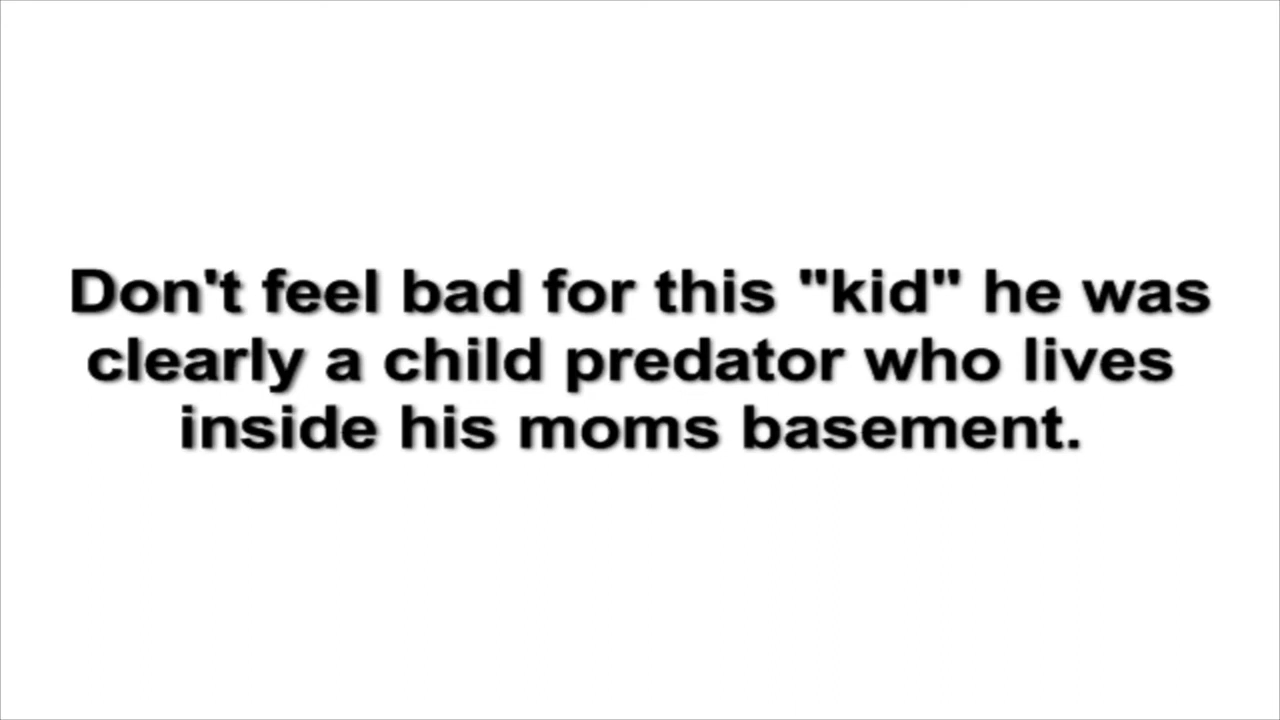 Don't feel bad for this "kid" he was
clearly a child predator who lives
inside his moms basement.